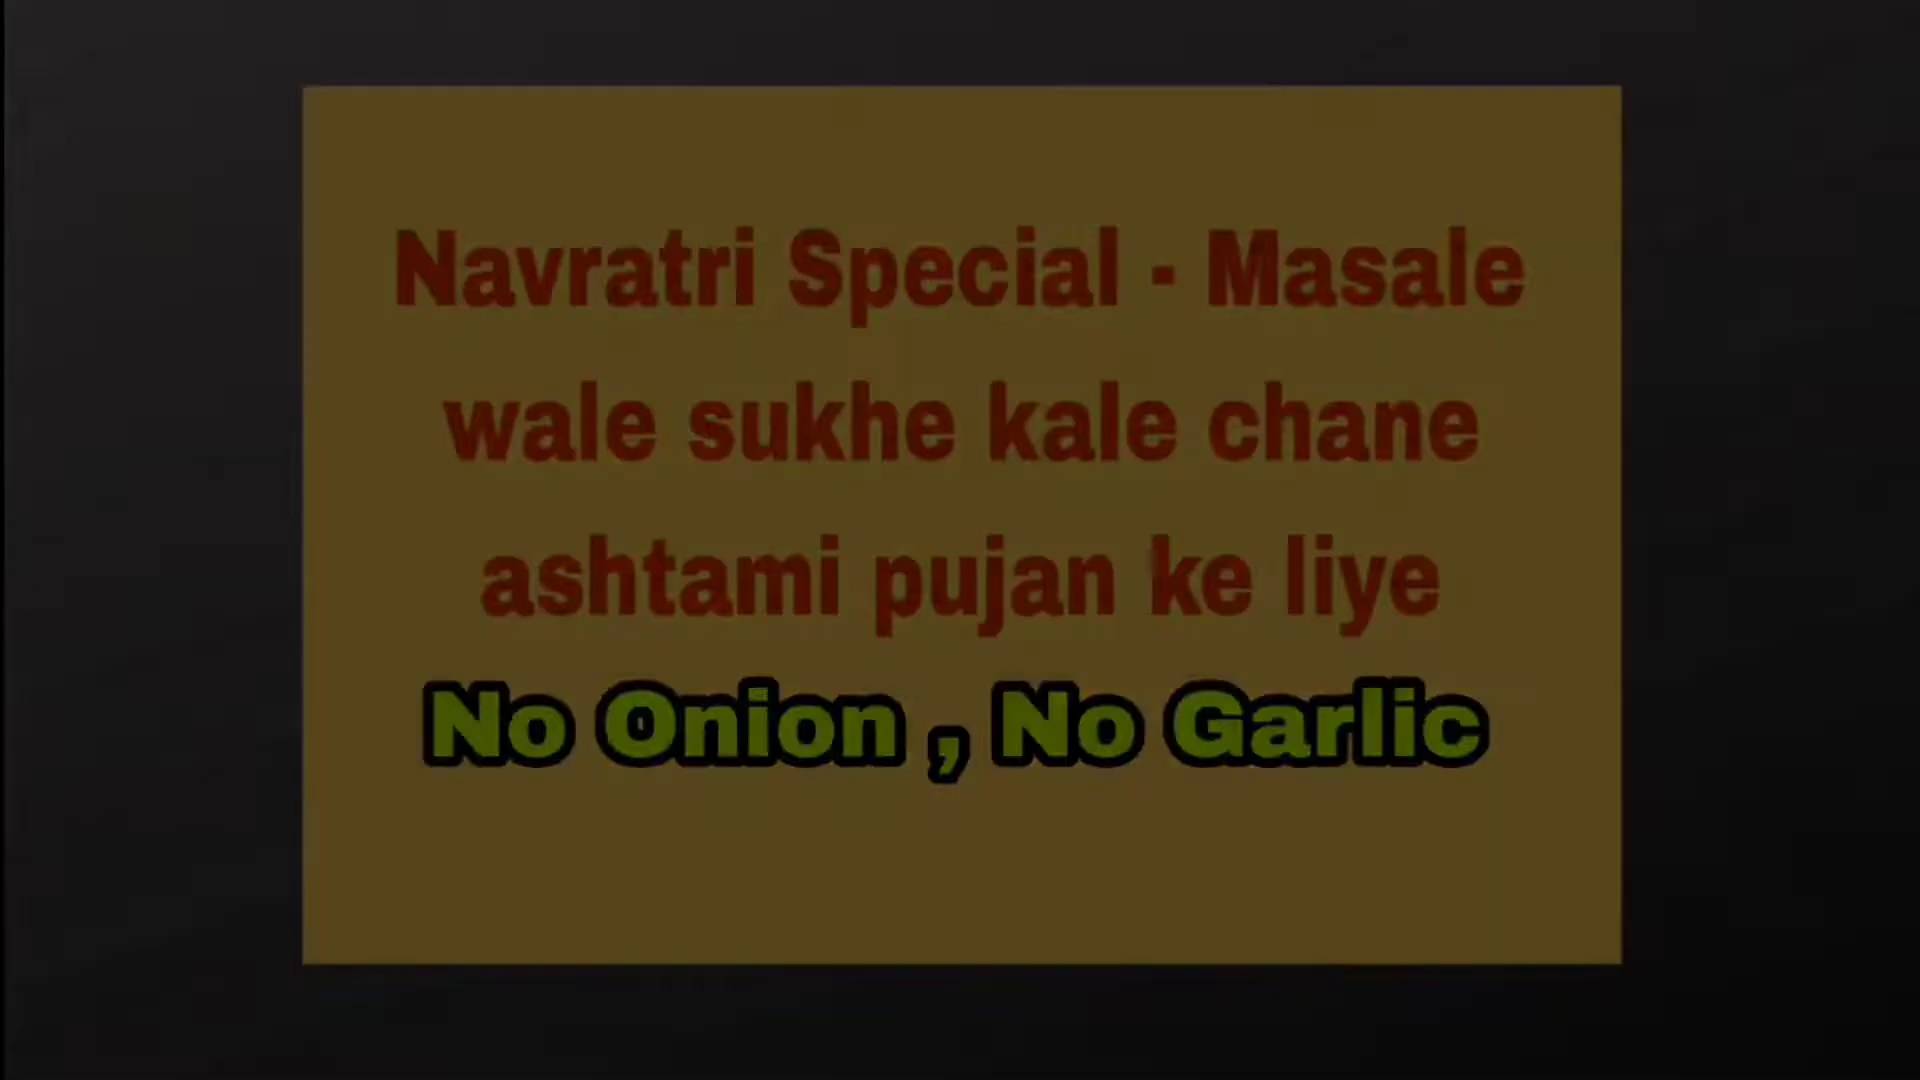 Navratri Special - Masale
wale sukhe kale chane
ashtami pujan ke liye
No Onion , No Garlic